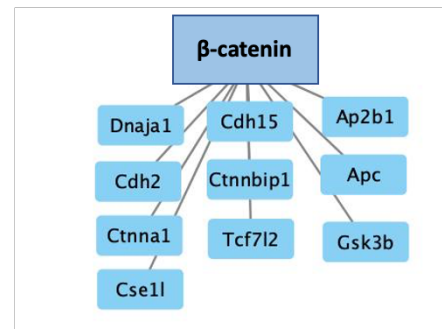 β-catenin
Dnaja1
Cdh15
Ap2b1
Cdh2
Ctnnbip1
Apc
Ctnna1
Tcf7l2
Gsk3b
Cse1l